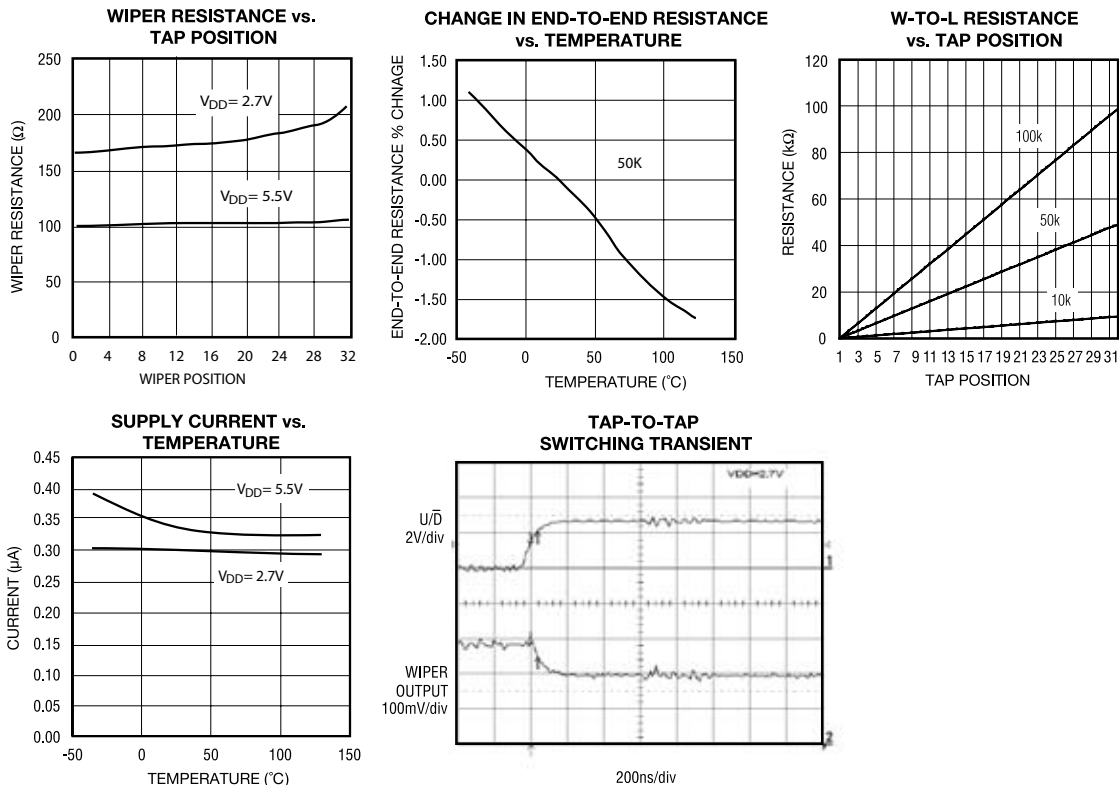 WIPER RESISTANCE vs.
TAP POSITION
250
200
150
100
50
0
WIPER RESISTANCE (Ω)
VDD= 2.7V
VDD= 5.5V
0 4 8 12 16 20 24 28 32
WIPER POSITION
CHANGE IN END-TO-END RESISTANCE
vs. TEMPERATURE
1.50
1.00
0.50
0.00
-0.50
-1.00
-1.50
-2.00
END-TO-END RESISTANCE % CHNAGE
50K
-50 0 50 100 150
TEMPERATURE (°C)
W-TO-L RESISTANCE
vs. TAP POSITION
120
100
80
60
40
20
0
RESISTANCE (kΩ)
100k
50k
10k
1 3 5 7 9 11 13 15 17 19 21 23 25 27 29 31
TAP POSITION
SUPPLY CURRENT vs.
TEMPERATURE
0.45
0.40
0.35
0.30
0.25
0.20
0.15
0.10
0.05
0.00
CURRENT (µA)
VDD= 5.5V
VDD= 2.7V
-50 0 50 100 150
TEMPERATURE (°C)
TAP-TO-TAP
SWITCHING TRANSIENT
VDD=2.7V
U/D̅
2V/div
1
WIPER
OUTPUT
100mV/div
2
200ns/div